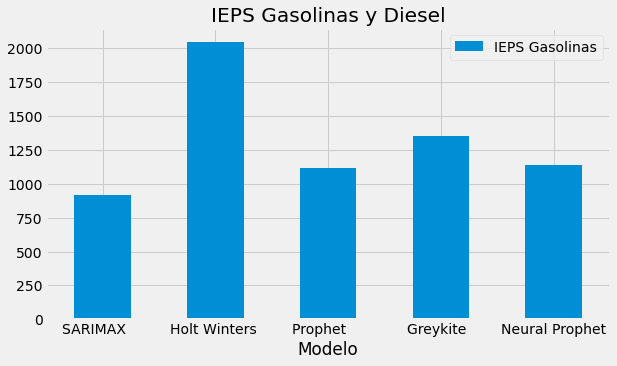 IEPS Gasolinas y Diesel
IEPS Gasolinas
2000
1750
1500
1250
1000
750
500
250
0
SARIMAX Holt Winters Prophet Greykite Neural Prophet
Modelo